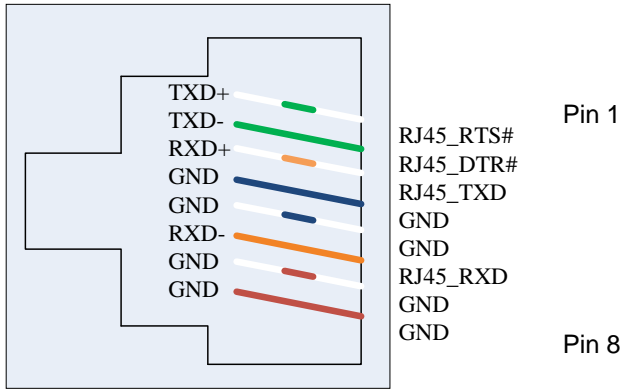 TXD+
TXD-
RXD+
GND
GND
RXD-
GND
GND
Pin 1
RJ45_RTS#
RJ45_DTR#
RJ45_TXD
GND
GND
RJ45_RXD
GND
GND
Pin 8